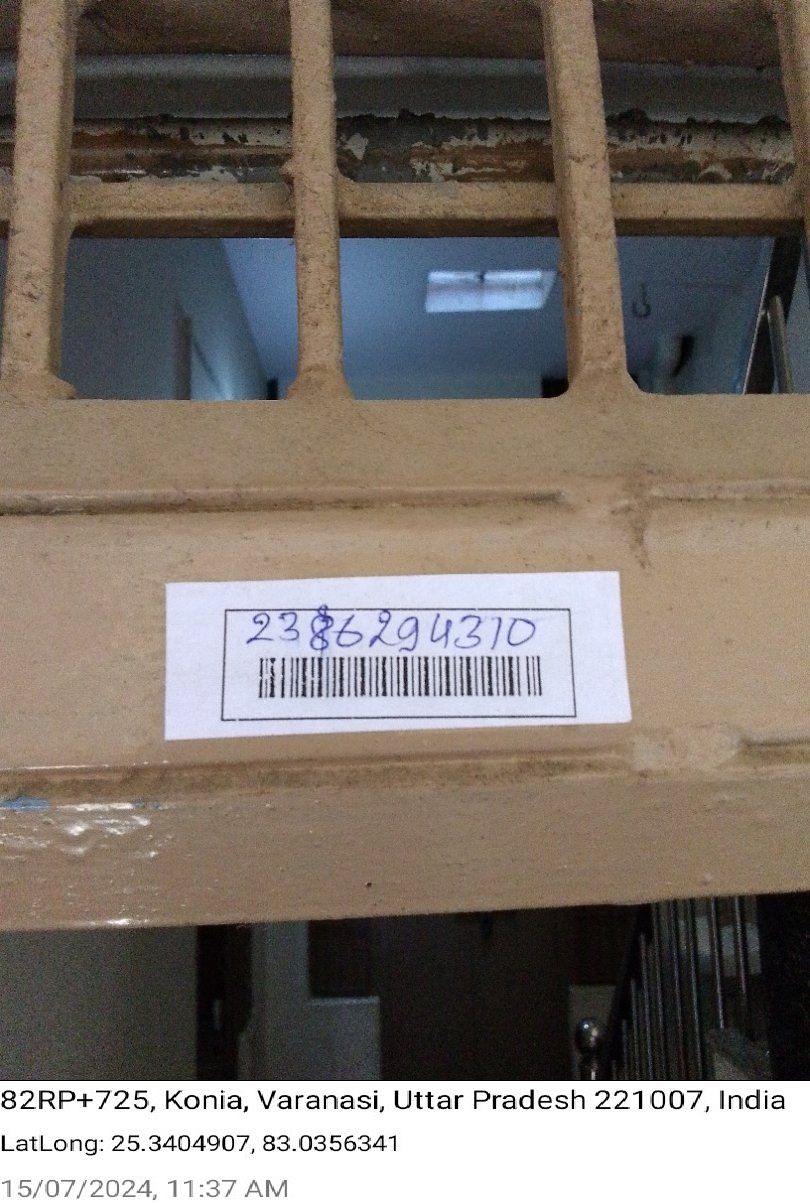 2386294310
82RP+725, Konia, Varanasi, Uttar Pradesh 221007, India
LatLong: 25.3404907, 83.0356341
15/07/2024, 11:37 AM